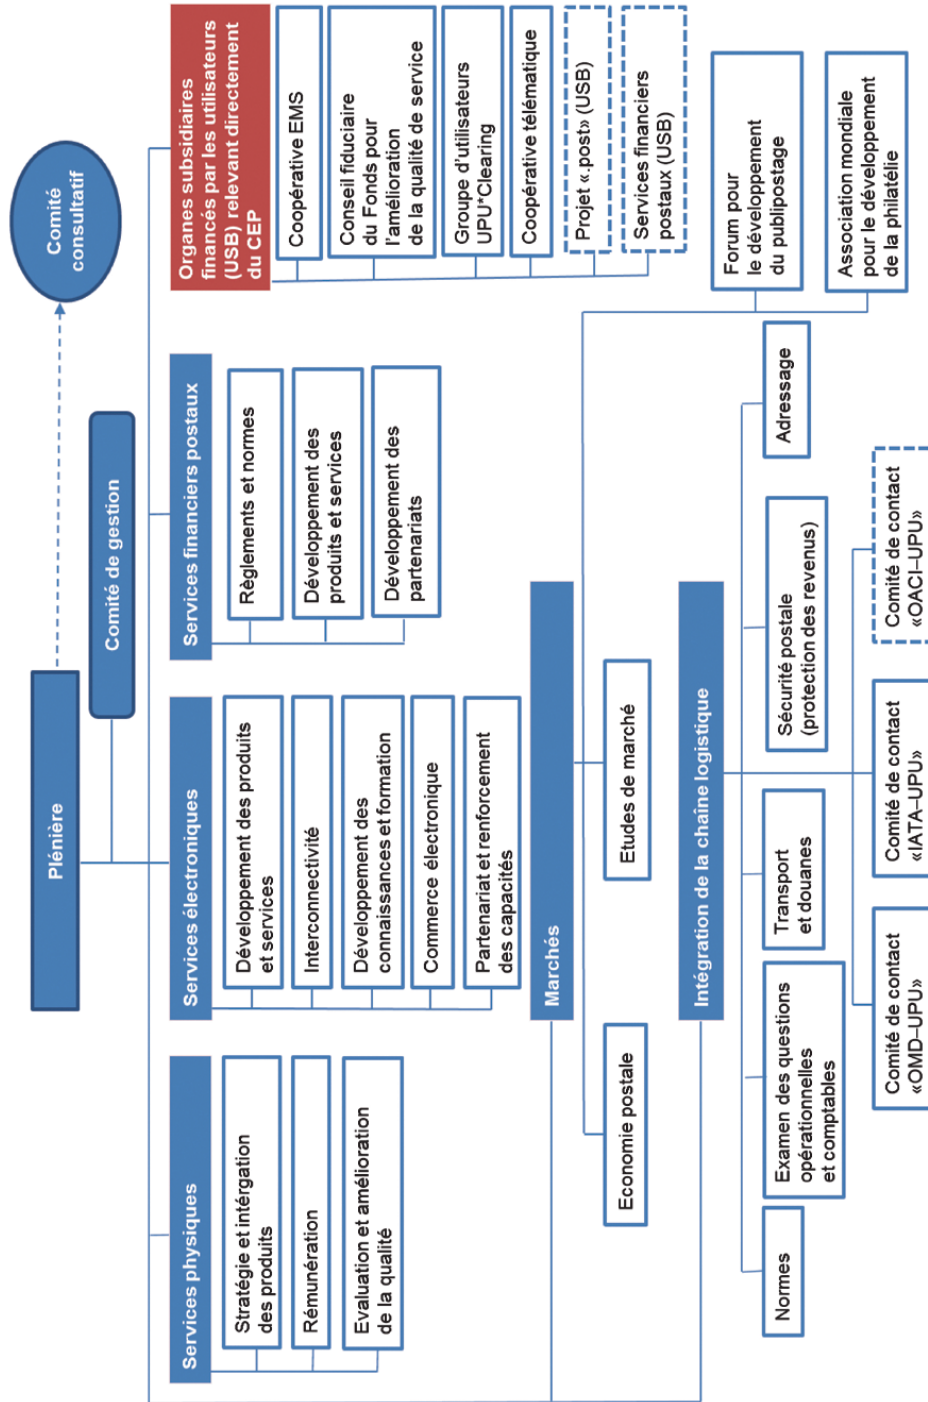 Plénière
Comité
consultatif
Comité de gestion
Services physiques
Stratégie et intérgation
des produits
Rémunération
Evaluation et amélioration
de la qualité
Services électroniques
Développement des produits
et services
Interconnectivité
Développement des
connaissances et formation
Commerce électronique
Partenariat et renforcement
des capacités
Services financiers postaux
Règlements et normes
Développement des
produits et services
Développement des
partenariats
Organes subsidiaires
financés par les utilisateurs
(USB) relevant directement
du CEP
Coopérative EMS
Conseil fiduciaire
du Fonds pour
l'amélioration
de la qualité de service
Groupe d'utilisateurs
UPU*Clearing
Coopérative télématique
Projet «.post» (USB)
Services financiers
postaux (USB)
Marchés
Economie postale
Etudes de marché
Forum pour
le développement
du publipostage
Association mondiale
pour le développement
de la philatélie
Intégration de la chaîne logistique
Normes
Examen des questions
opérationnelles
et comptables
Transport
et douanes
Sécurité postale
(protection des revenus)
Adressage
Comité de contact
«OMD–UPU»
Comité de contact
«IATA–UPU»
Comité de contact
«OACI–UPU»